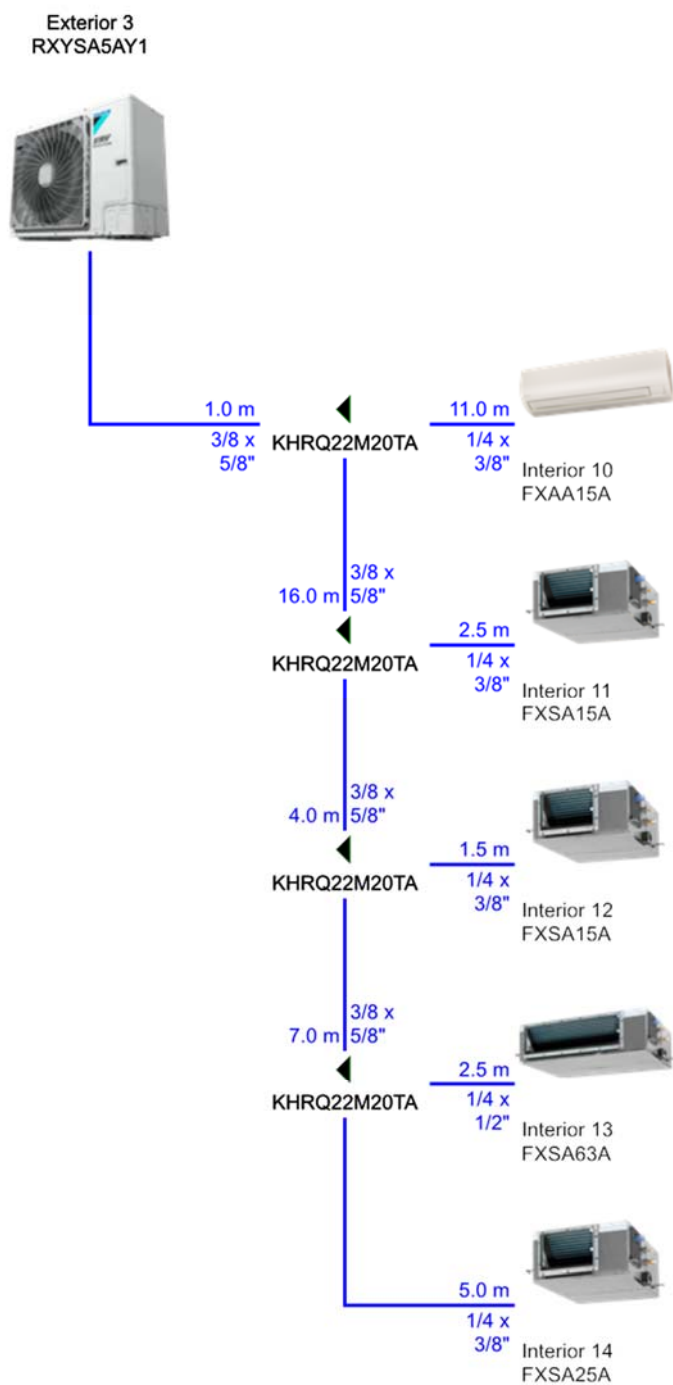 Exterior 3
RXYSA5AY1
1.0 m
3/8 x
5/8"
KHRQ22M20TA
11.0 m
1/4 x
3/8"
Interior 10
FXAA15A
3/8 x
16.0 m 5/8"
KHRQ22M20TA
2.5 m
1/4 x
3/8"
Interior 11
FXSA15A
3/8 x
4.0 m 5/8"
KHRQ22M20TA
1.5 m
1/4 x
3/8"
Interior 12
FXSA15A
3/8 x
7.0 m 5/8"
KHRQ22M20TA
2.5 m
1/4 x
1/2"
Interior 13
FXSA63A
5.0 m
1/4 x
3/8"
Interior 14
FXSA25A